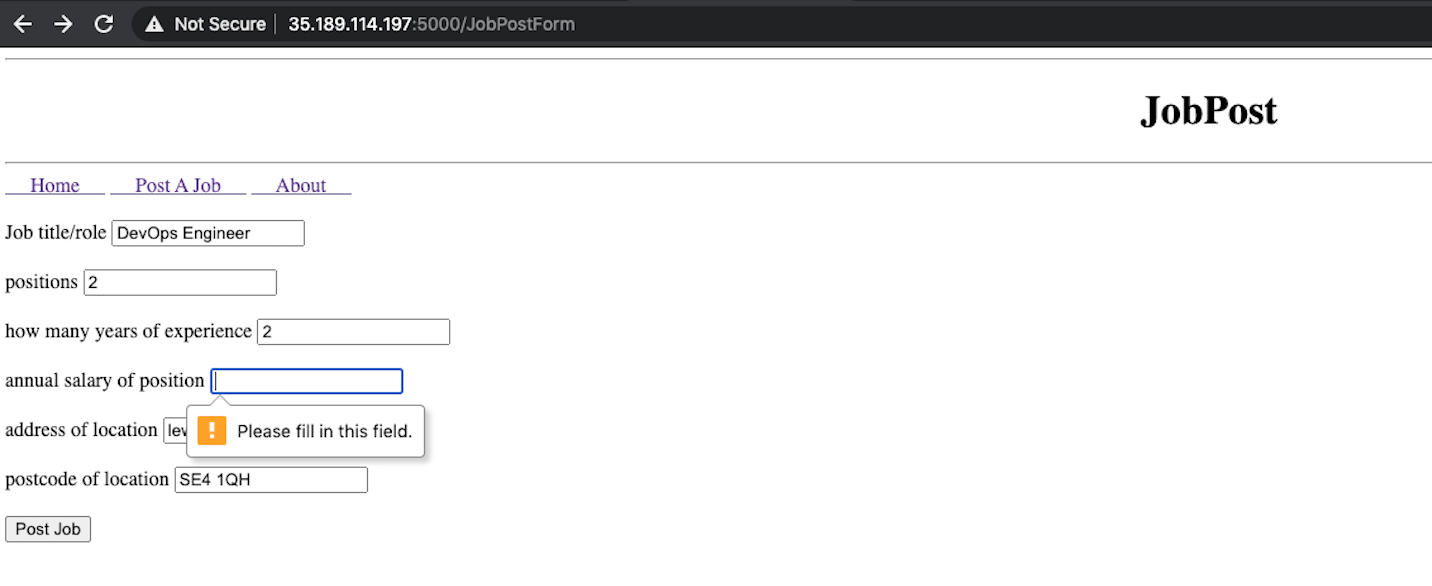 Not Secure 35.189.114.197:5000/JobPostForm
JobPost
Home Post A Job About
Job title/role DevOps Engineer
positions 2
how many years of experience 2
annual salary of position
address of location
Please fill in this field.
postcode of location SE4 1QH
Post Job